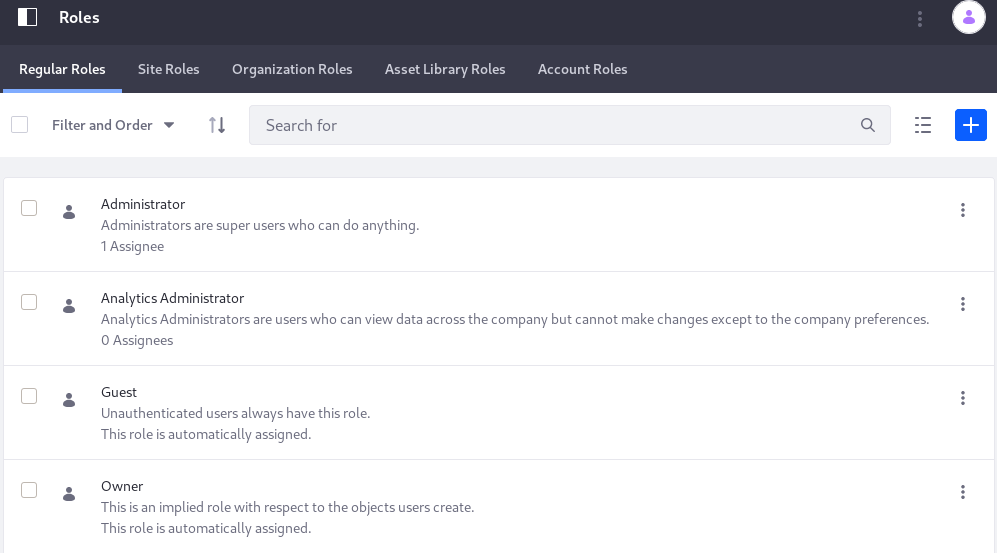 Roles
Regular Roles
Site Roles
Organization Roles
Asset Library Roles
Account Roles
Filter and Order
Search for
Administrator
Administrators are super users who can do anything.
1 Assignee
Analytics Administrator
Analytics Administrators are users who can view data across the company but cannot make changes except to the company preferences.
0 Assignees
Guest
Unauthenticated users always have this role.
This role is automatically assigned.
Owner
This is an implied role with respect to the objects users create.
This role is automatically assigned.